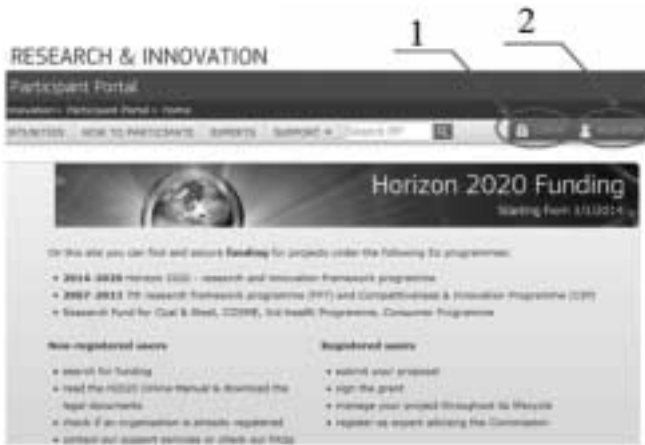 1 2
RESEARCH & INNOVATION
Participant Portal
Participant Portal > Home
HOW TO PARTICIPATE EXPERTS SUPPORT
Horizon 2020 Funding
Starting from 1/1/2014
On this site you can find and secure funding for projects under the following EU programmes:
• 2014-2020 Horizon 2020 - research and innovation framework programme
• 2007-2013 7th research framework programme (FP7) and Competitiveness & Innovation Programme (CIP)
• Research Fund for Coal & Steel, COSME, 3rd Health Programme, Consumer Programme
Non-registered users
• search for funding
• read the H2020 Online Manual & download the
legal documents
• check if an organisation is already registered
• contact our support services or check our FAQs
Registered users
• submit your proposal
• sign the grant
• manage your project throughout its lifecycle
• register as expert advising the Commission